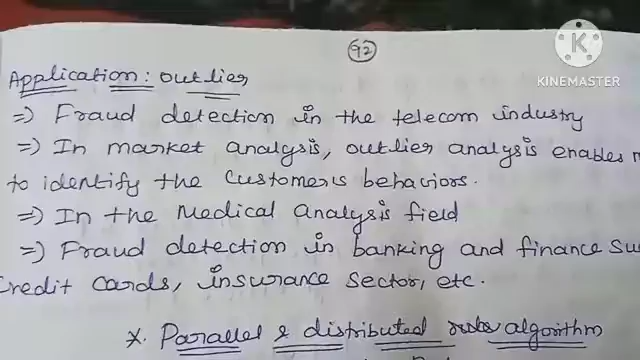 92
KINEMASTER
Application: outlier
=) Fraud detection in the telecom industry
=) In market analysis, outlier analysis enables
to identify the customer's behaviors.
=) In the Medical analysis field
=) Fraud detection in banking and finance su
credit cards, insurance sector, etc.
*. Parallel & distributed algorithm